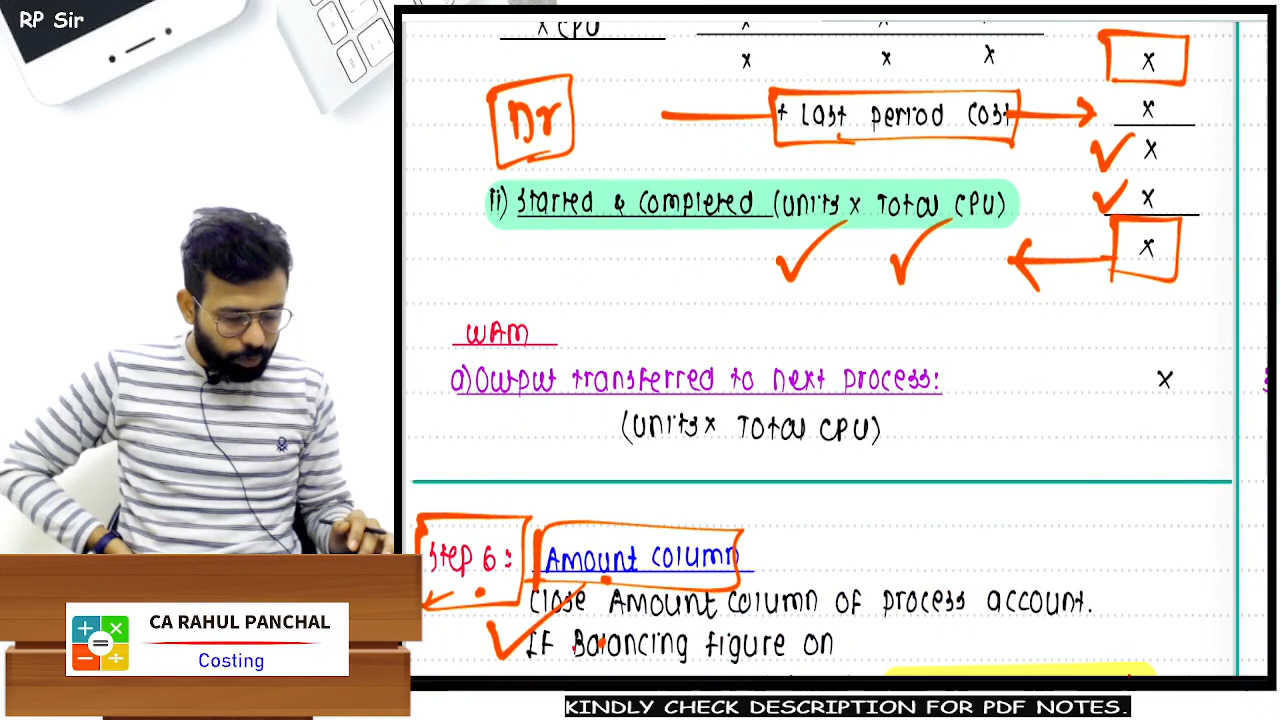 RP Sir
x CPU
x x x x
Dr + Last period cost x
x
ii) Started & completed (Units x Total CPU) x
x
WAM
a) Output transferred to next process: x
(Units x Total CPU)
Step 6: Amount column
Close Amount column of process account.
If Balancing figure on
CA RAHUL PANCHAL
Costing
KINDLY CHECK DESCRIPTION FOR PDF NOTES.